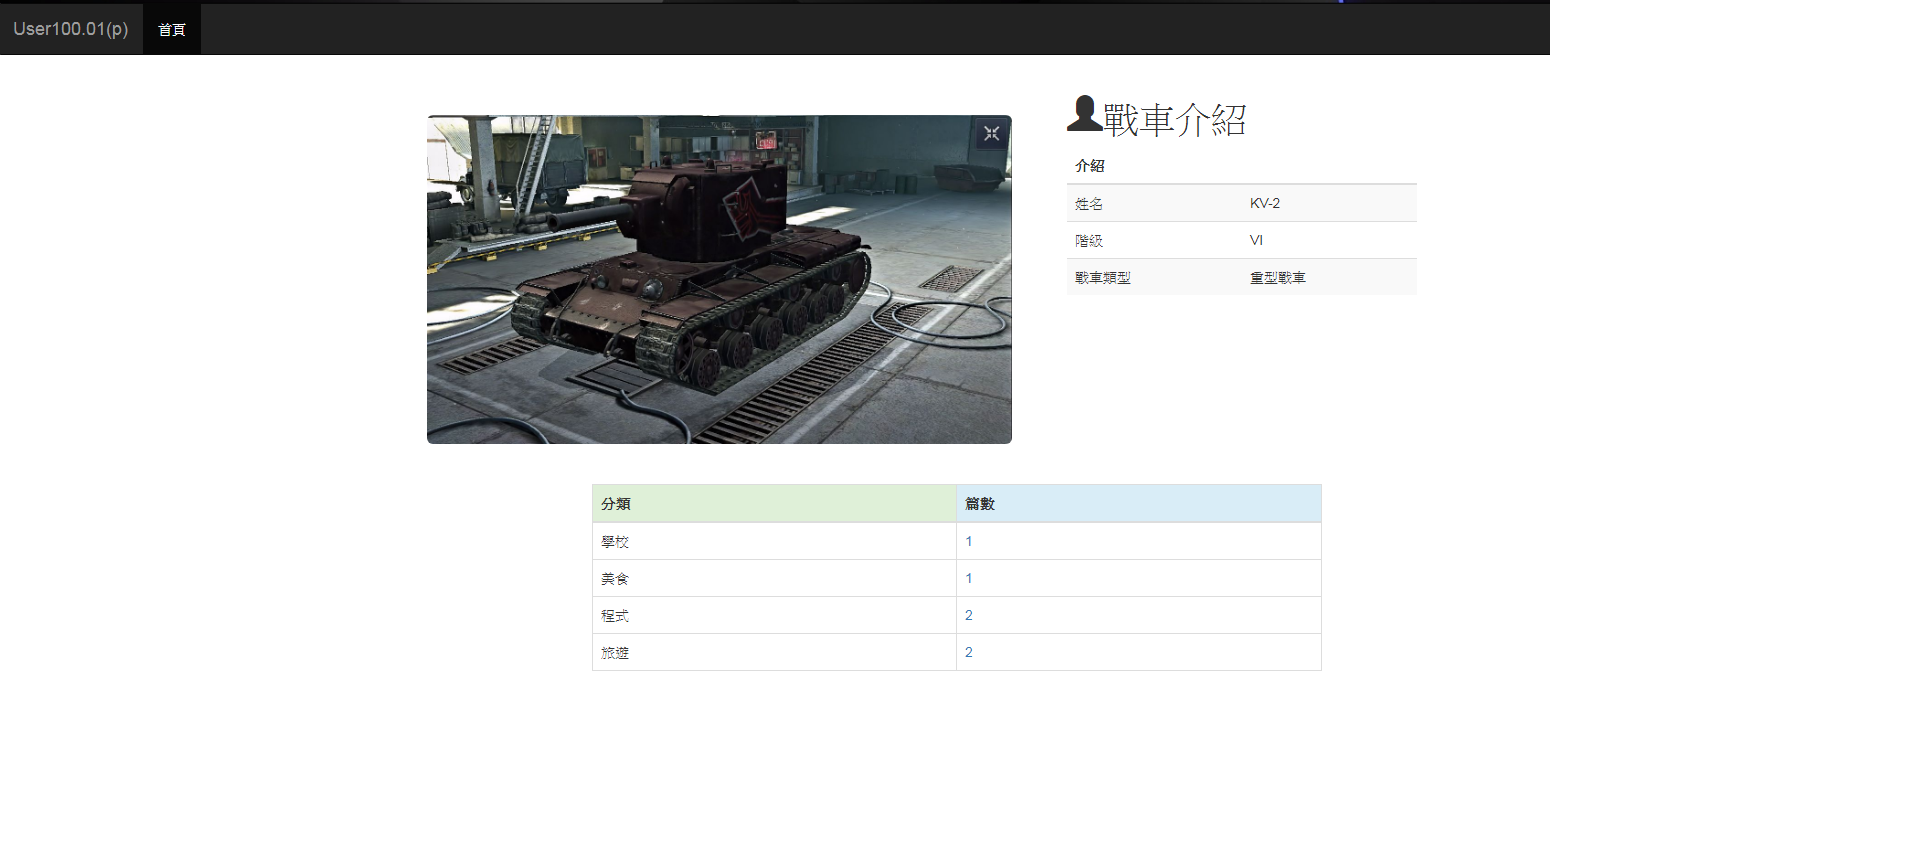 User100.01(p) 首頁
戰車介紹
介紹
姓名 KV-2
階級 VI
戰車類型 重型戰車
分類 篇數
學校 1
美食 1
程式 2
旅遊 2